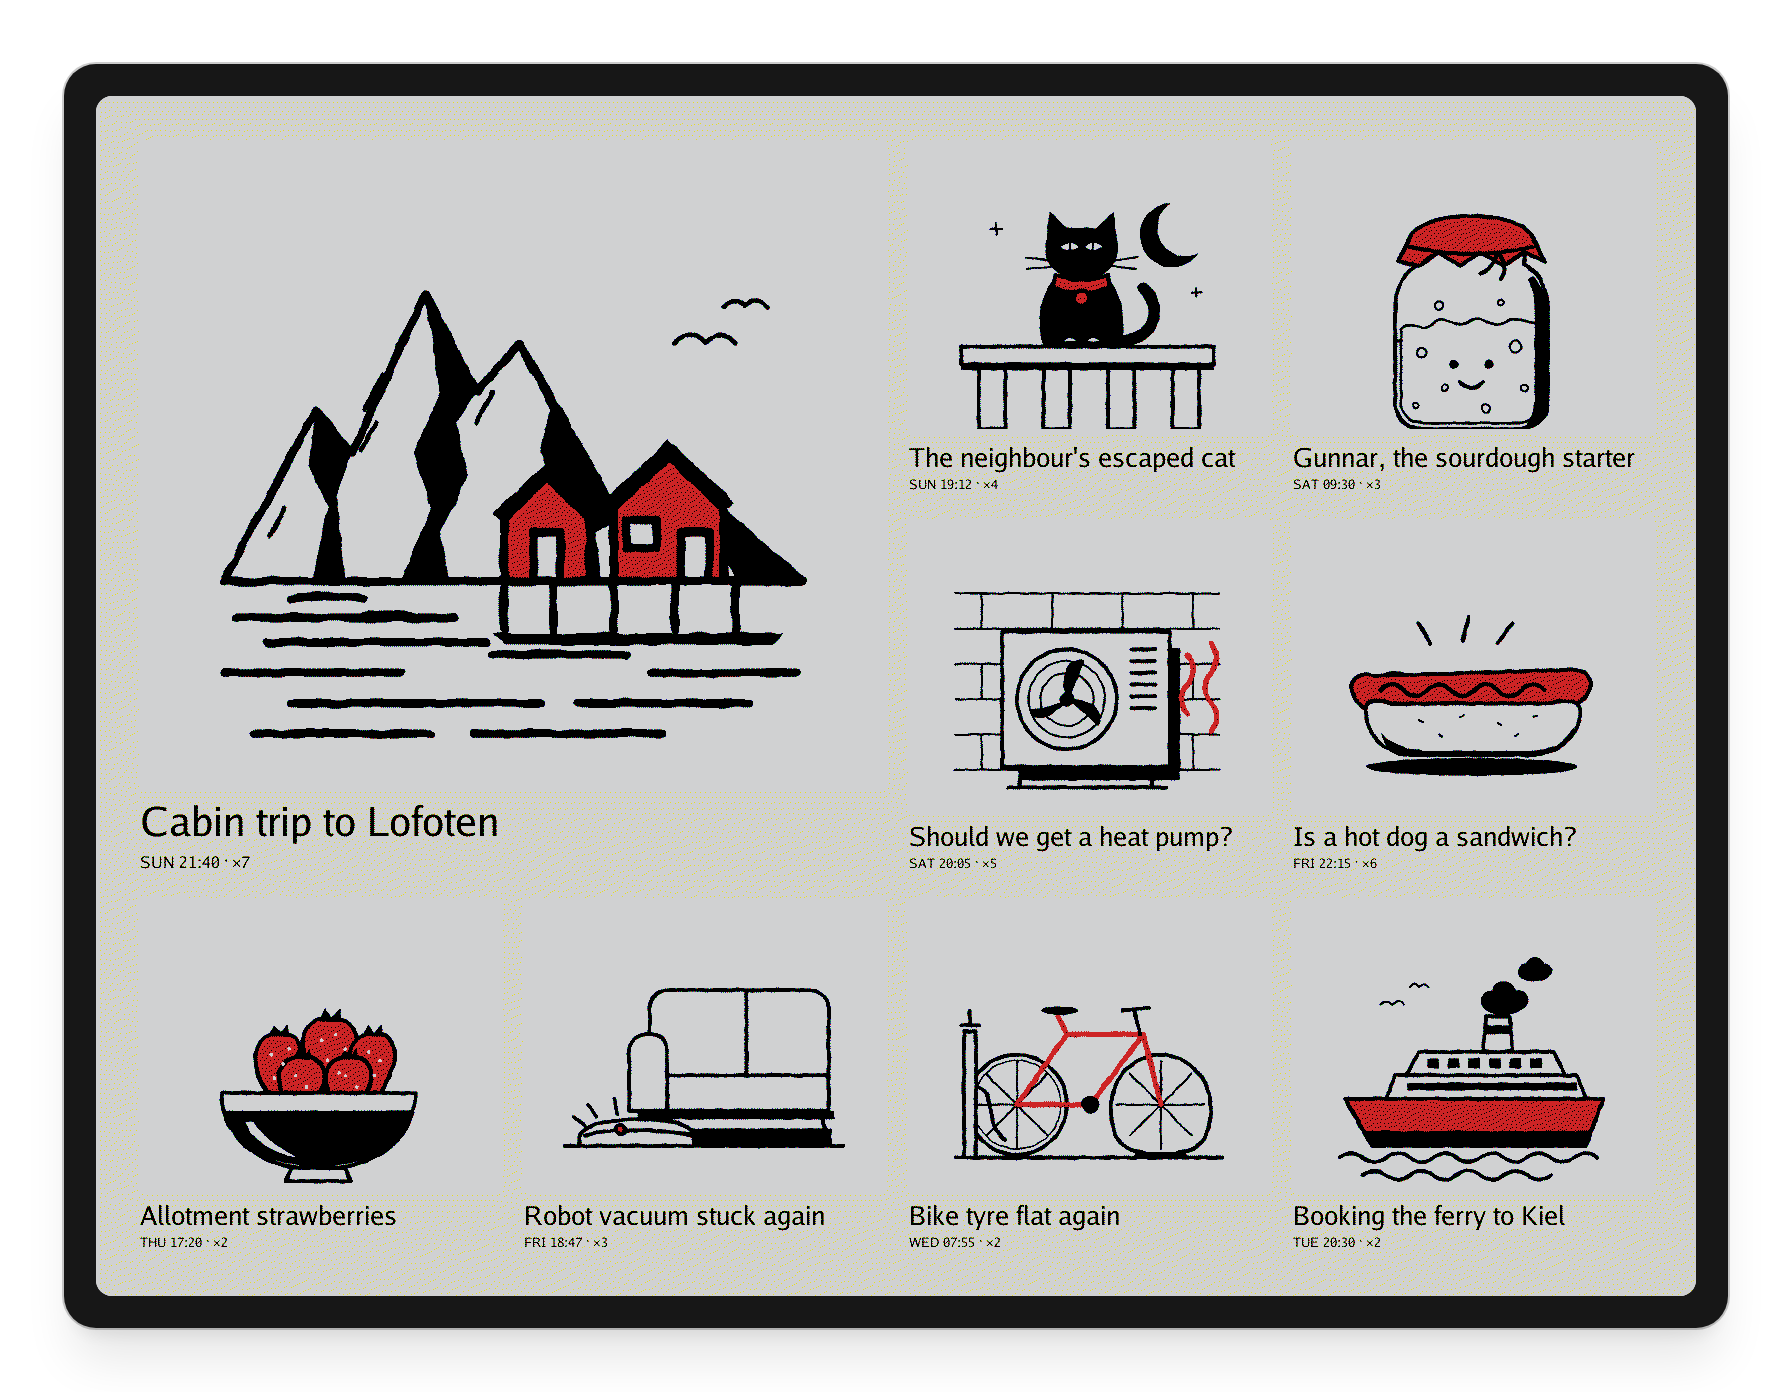 The neighbour's escaped cat
SUN 19:12 · ×4
Gunnar, the sourdough starter
SAT 09:30 · ×3
Cabin trip to Lofoten
SUN 21:40 · ×7
Should we get a heat pump?
SAT 20:05 · ×5
Is a hot dog a sandwich?
FRI 22:15 · ×6
Allotment strawberries
THU 17:20 · ×2
Robot vacuum stuck again
FRI 18:47 · ×3
Bike tyre flat again
WED 07:55 · ×2
Booking the ferry to Kiel
TUE 20:30 · ×2